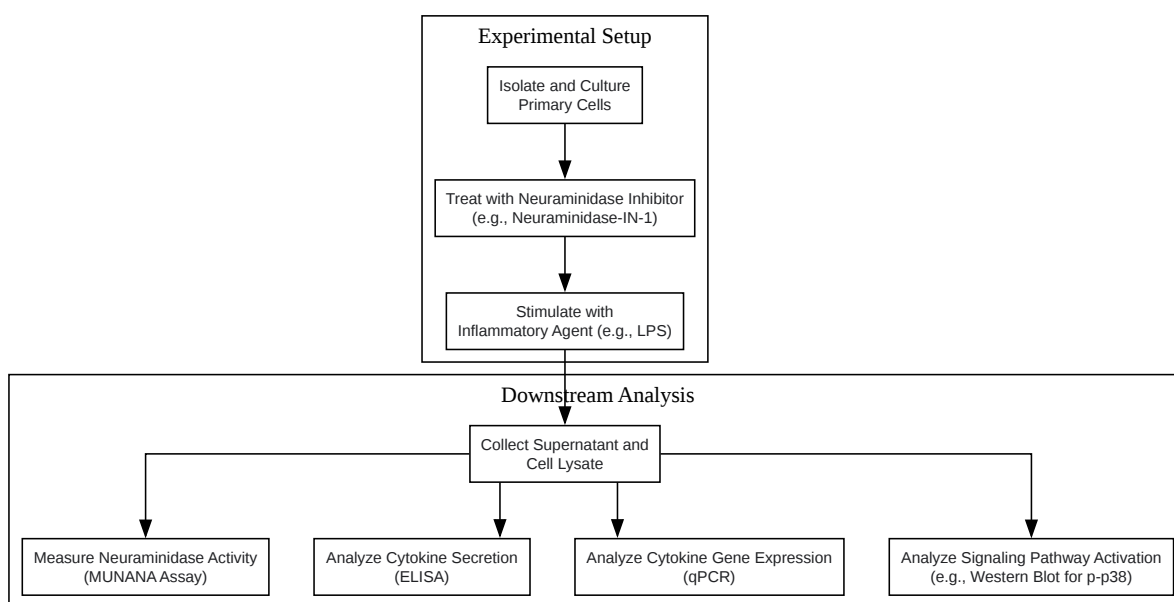 Experimental Setup
Isolate and Culture
Primary Cells
Treat with Neuraminidase Inhibitor
(e.g., Neuraminidase-IN-1)
Stimulate with
Inflammatory Agent (e.g., LPS)
Downstream Analysis
Collect Supernatant and
Cell Lysate
Measure Neuraminidase Activity
(MUNANA Assay)
Analyze Cytokine Secretion
(ELISA)
Analyze Cytokine Gene Expression
(qPCR)
Analyze Signaling Pathway Activation
(e.g., Western Blot for p-p38)